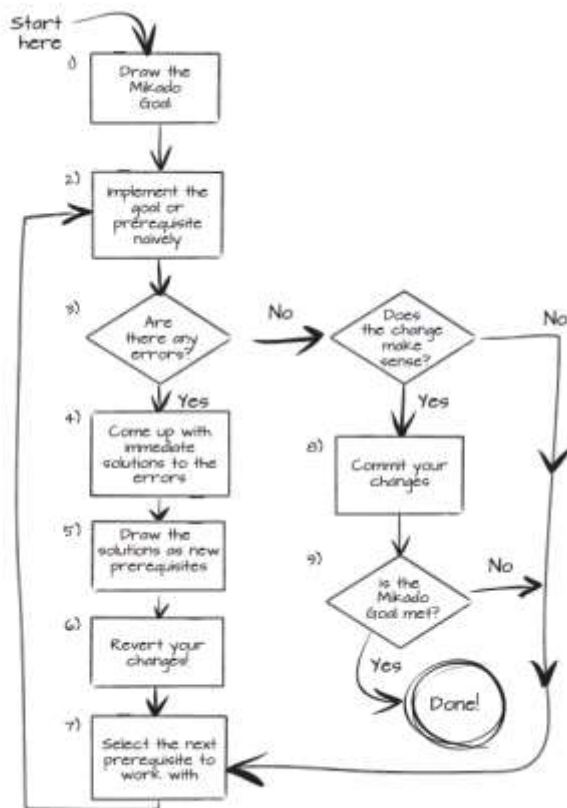 Start
here
1)
Draw the
Mikado
Goal
2)
Implement the
goal or
prerequisite
naively
3)
Are
there any
errors?
No
Does
the change
make
sense?
No
Yes
Yes
4)
Come up with
immediate
solutions to the
errors
8)
Commit your
changes
5)
Draw the
solutions as new
prerequisites
9)
Is the
Mikado
Goal met?
No
6)
Revert your
changes!
Yes
Done!
7)
Select the next
prerequisite to
work with